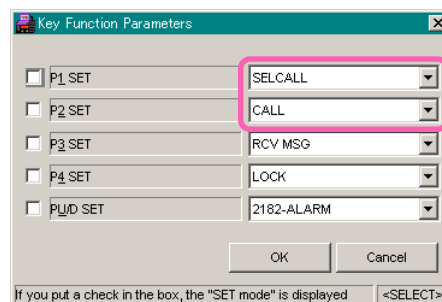 Key Function Parameters
P1 SET SELCALL
P2 SET CALL
P3 SET RCV MSG
P4 SET LOCK
PU/D SET 2182-ALARM
OK Cancel
If you put a check in the box, the "SET mode" is displayed <SELECT>